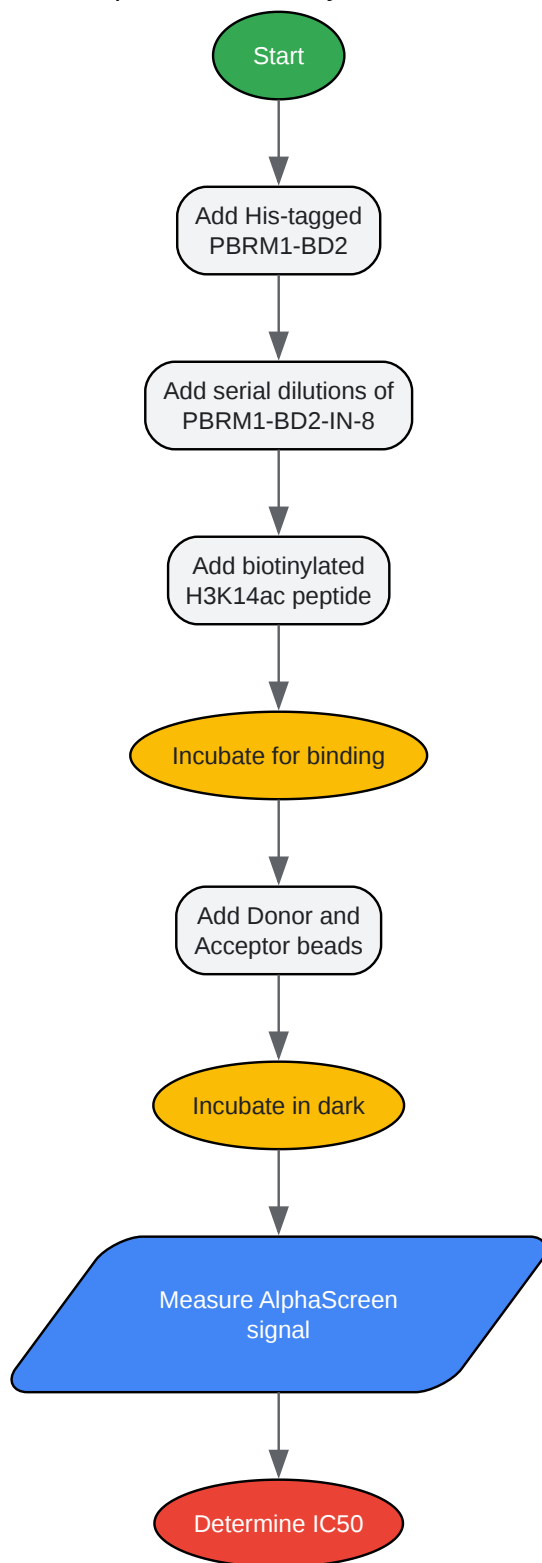 Start
Add His-tagged
PBRM1-BD2
Add serial dilutions of
PBRM1-BD2-IN-8
Add biotinylated
H3K14ac peptide
Incubate for binding
Add Donor and
Acceptor beads
Incubate in dark
Measure AlphaScreen
signal
Determine IC50